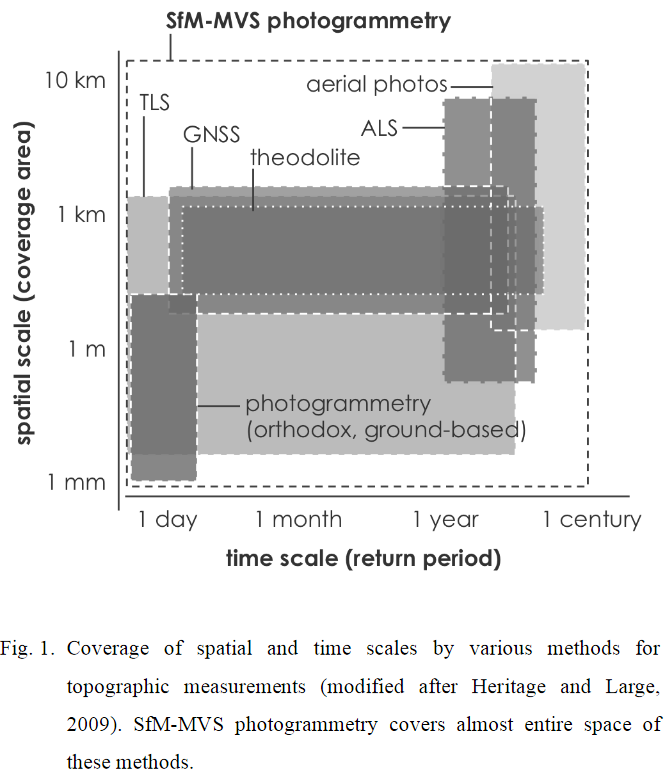 SfM-MVS photogrammetry
10 km
aerial photos
TLS
ALS
GNSS
theodolite
1 km
spatial scale (coverage area)
1 m
photogrammetry
(orthodox, ground-based)
1 mm
1 day
1 month
1 year
1 century
time scale (return period)
Fig. 1. Coverage of spatial and time scales by various methods for
topographic measurements (modified after Heritage and Large,
2009). SfM-MVS photogrammetry covers almost entire space of
these methods.